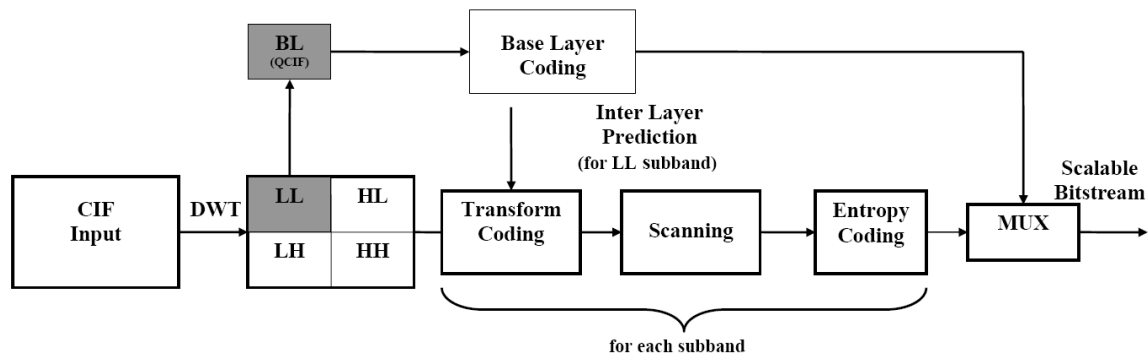 BL
(QCIF)
Base Layer
Coding
Inter Layer
Prediction
(for LL subband)
CIF
Input
DWT
LL
HL
LH
HH
Transform
Coding
Scanning
Entropy
Coding
MUX
Scalable
Bitstream
for each subband